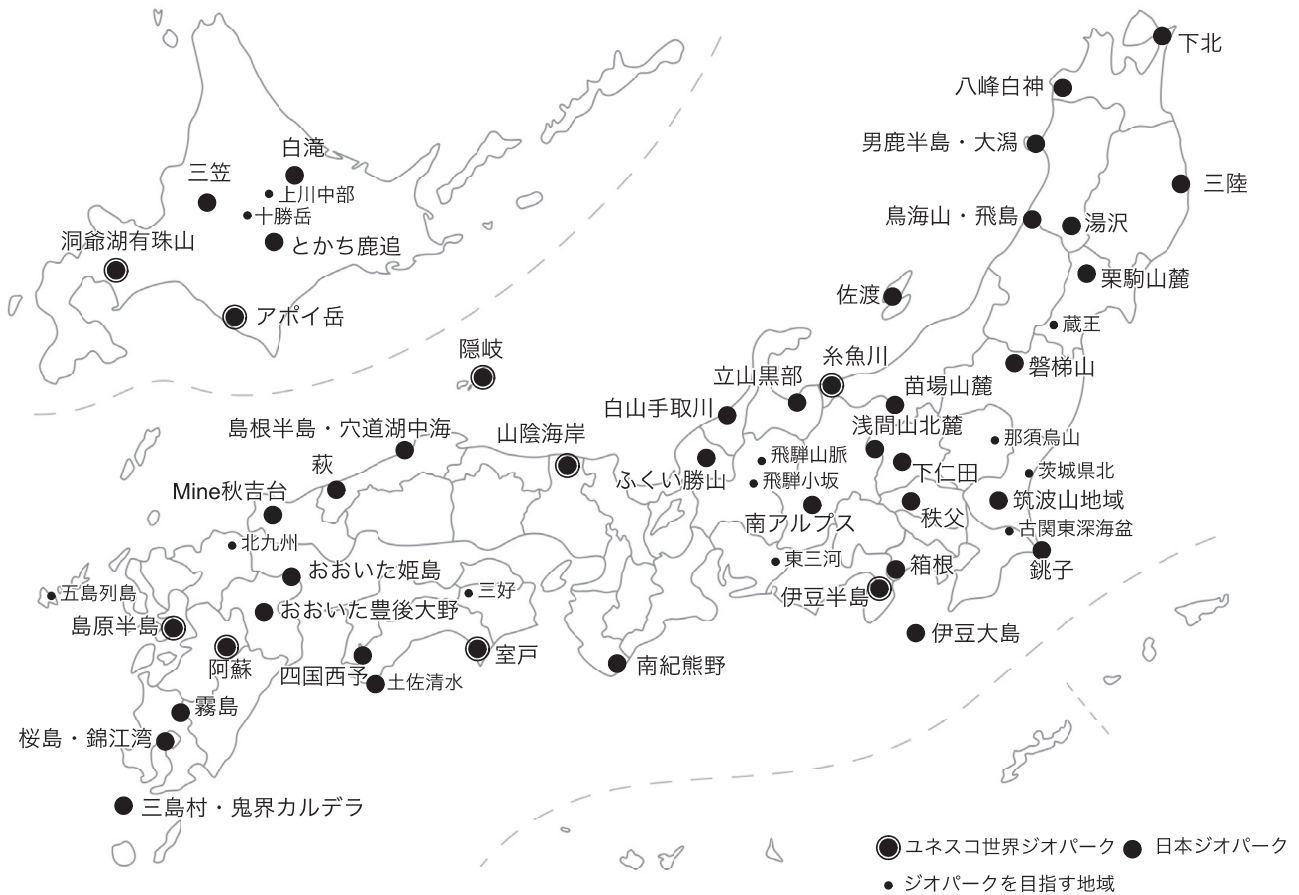 下北
八峰白神
男鹿半島・大潟
白滝
三笠
三陸
上川中部
鳥海山・飛島
十勝岳
湯沢
洞爺湖有珠山
とかち鹿追
栗駒山麓
佐渡
アポイ岳
蔵王
隠岐
糸魚川
磐梯山
立山黒部
苗場山麓
白山手取川
島根半島・穴道湖中海
浅間山北麓
山陰海岸
那須烏山
飛騨山脈
萩
茨城県北
下仁田
ふくい勝山
飛騨小坂
Mine秋吉台
筑波山地域
秩父
南アルプス
古関東深海盆
北九州
東三河
箱根
銚子
おおいた姫島
五島列島
三好
伊豆半島
おおいた豊後大野
島原半島
伊豆大島
室戸
阿蘇
南紀熊野
四国西予
土佐清水
霧島
桜島・錦江湾
三島村・鬼界カルデラ
ユネスコ世界ジオパーク
日本ジオパーク
ジオパークを目指す地域